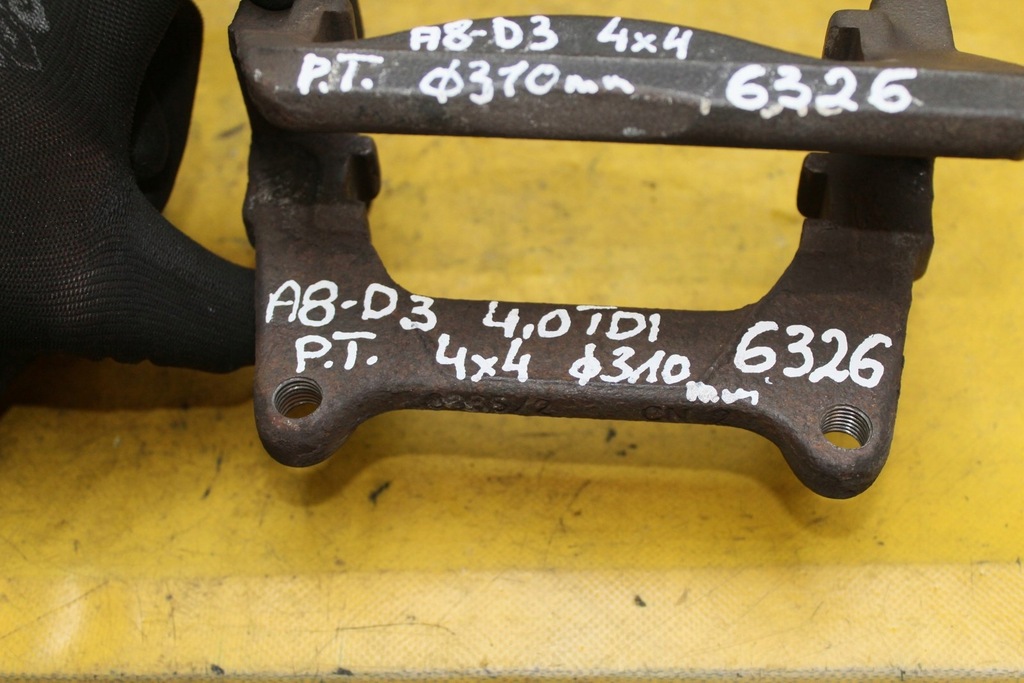 A8-D3 4x4
P.T. φ310mm 6326
A8-D3 4,0TDI
P.T. 4x4 φ310 mm 6326